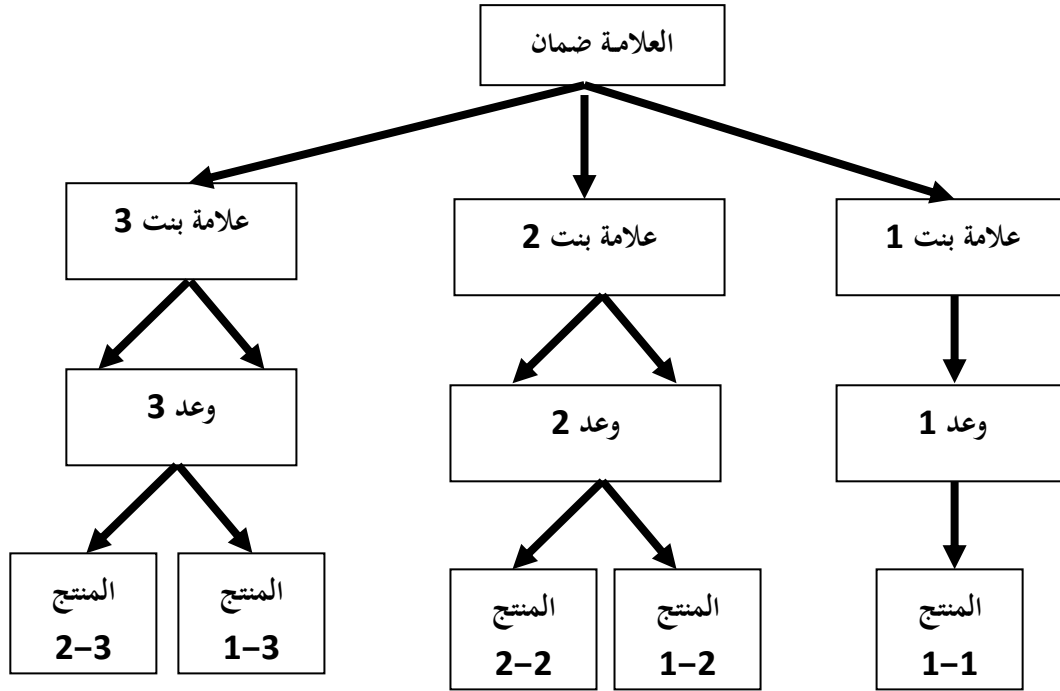 العلامة ضمان
علامة بنت 1
علامة بنت 2
علامة بنت 3
وعد 1
وعد 2
وعد 3
المنتج
1–1
المنتج
1–2
المنتج
2–2
المنتج
1–3
المنتج
2–3